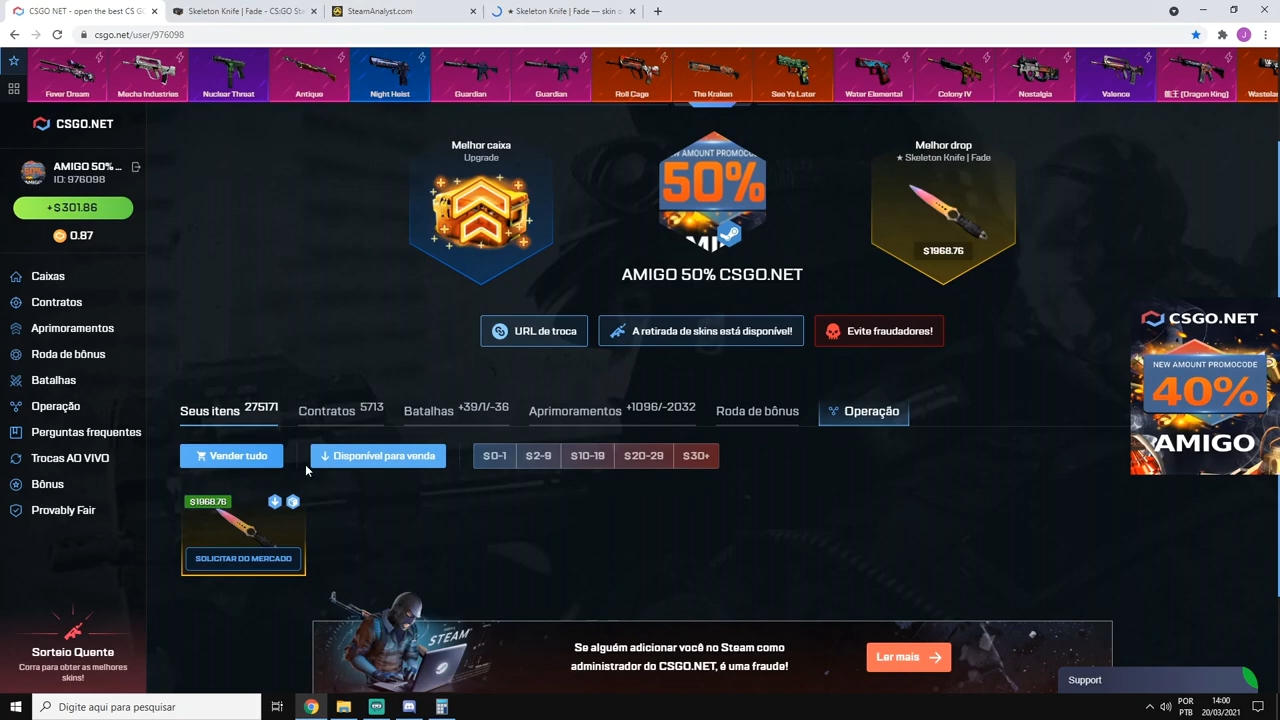 CSGO.NET - open the best CS G
Skeleton Knife | Fade - CS:GO Sta
SteamAnalyst.com
★ Skeleton Knife | Fade — skin o
csgo.net/user/976098
J
Fever Dream
Mecha Industries
Nuclear Threat
Antique
Night Heist
Guardian
Guardian
Roll Cage
The Kraken
See Ya Later
Water Elemental
Colony IV
Nostalgia
Valence
龍王 (Dragon King)
Wastelan
CSGO.NET
AMIGO 50% ...
ID: 976098
+$301.86
0.87
Caixas
Contratos
Aprimoramentos
Roda de bônus
Batalhas
Operação
Perguntas frequentes
Trocas AO VIVO
Bônus
Provably Fair
Sorteio Quente
Corra para obter as melhores
skins!
Melhor caixa
Upgrade
AMOUNT PROMOCO
50%
AMIGO 50% CSGO.NET
Melhor drop
★ Skeleton Knife | Fade
$1968.76
URL de troca
A retirada de skins está disponível!
Evite fraudadores!
Seus itens 275171
Contratos 5713
Batalhas +39/1/-36
Aprimoramentos +1096/-2032
Roda de bônus
Operação
Vender tudo
Disponível para venda
$0-1
$2-9
$10-19
$20-29
$30+
$1968.76
SOLICITAR DO MERCADO
STEAM
Se alguém adicionar você no Steam como
administrador do CSGO.NET, é uma fraude!
Ler mais
CSGO.NET
NEW AMOUNT PROMOCODE
40%
AMIGO
Support
Digite aqui para pesquisar
POR
PTB
14:00
20/03/2021